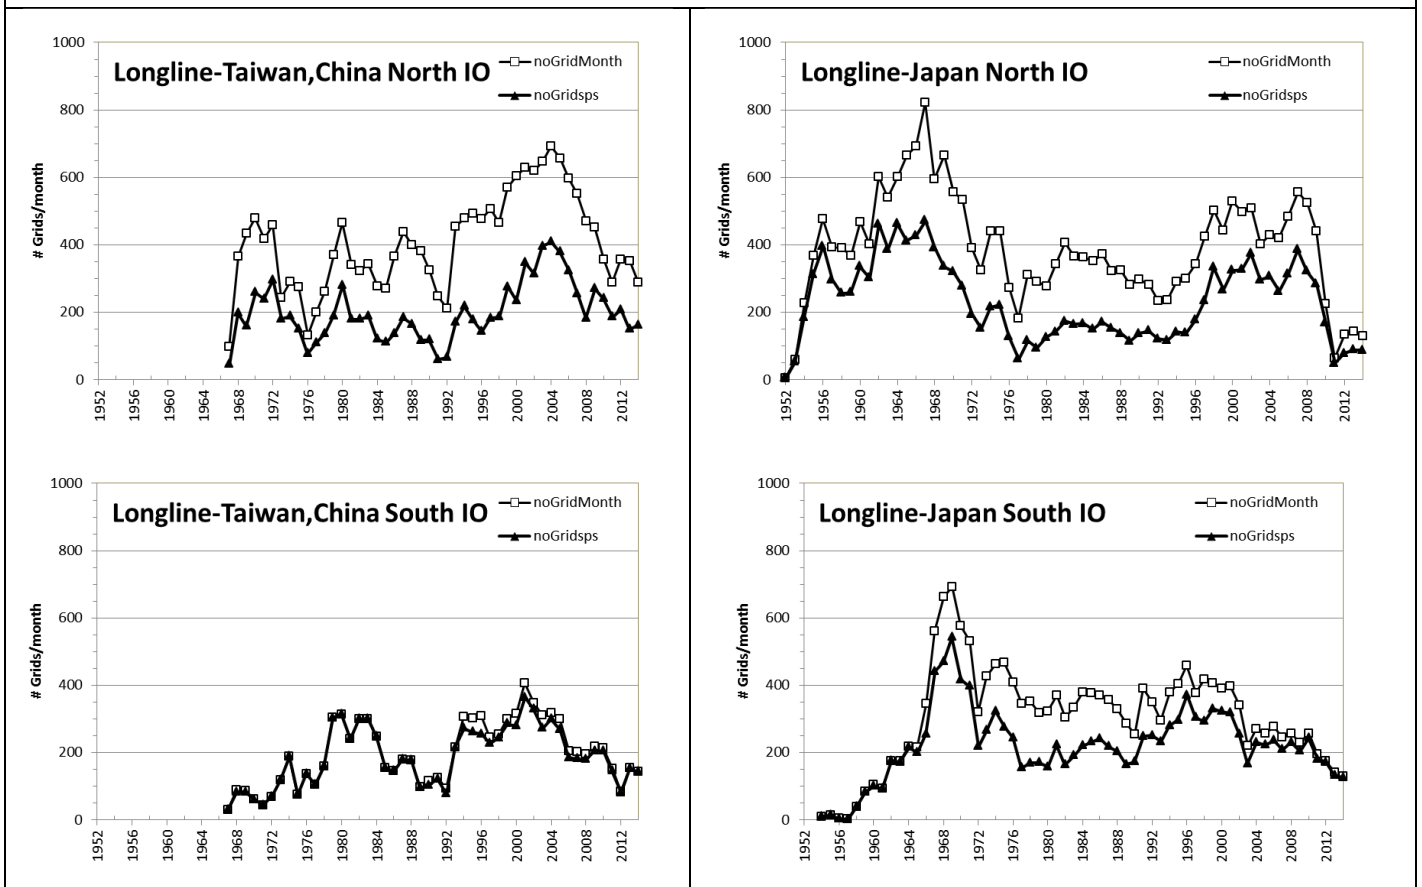 Longline-Taiwan,China North IO
noGridMonth
noGridsps
# Grids/month
1000
800
600
400
200
0
1952 1956 1960 1964 1968 1972 1976 1980 1984 1988 1992 1996 2000 2004 2008 2012
Longline-Japan North IO
noGridMonth
noGridsps
# Grids/month
1000
800
600
400
200
0
1952 1956 1960 1964 1968 1972 1976 1980 1984 1988 1992 1996 2000 2004 2008 2012
Longline-Taiwan,China South IO
noGridMonth
noGridsps
# Grids/month
1000
800
600
400
200
0
1952 1956 1960 1964 1968 1972 1976 1980 1984 1988 1992 1996 2000 2004 2008 2012
Longline-Japan South IO
noGridMonth
noGridsps
# Grids/month
1000
800
600
400
200
0
1952 1956 1960 1964 1968 1972 1976 1980 1984 1988 1992 1996 2000 2004 2008 2012